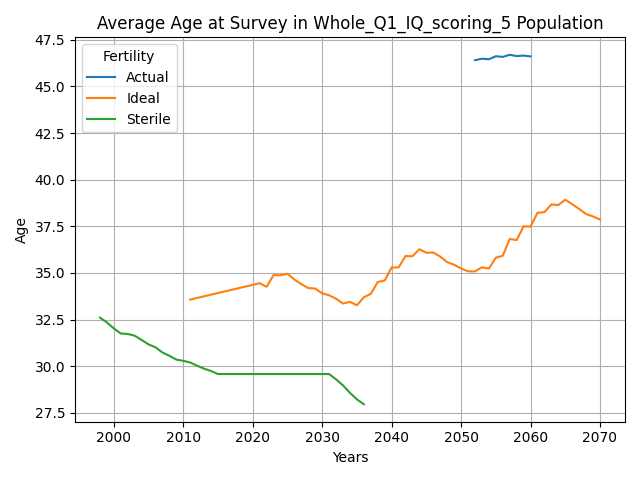 Average Age at Survey in Whole_Q1_IQ_scoring_5 Population
47.5
45.0
42.5
40.0
37.5
35.0
32.5
30.0
27.5
Age
Fertility
Actual
Ideal
Sterile
2000 2010 2020 2030 2040 2050 2060 2070
Years